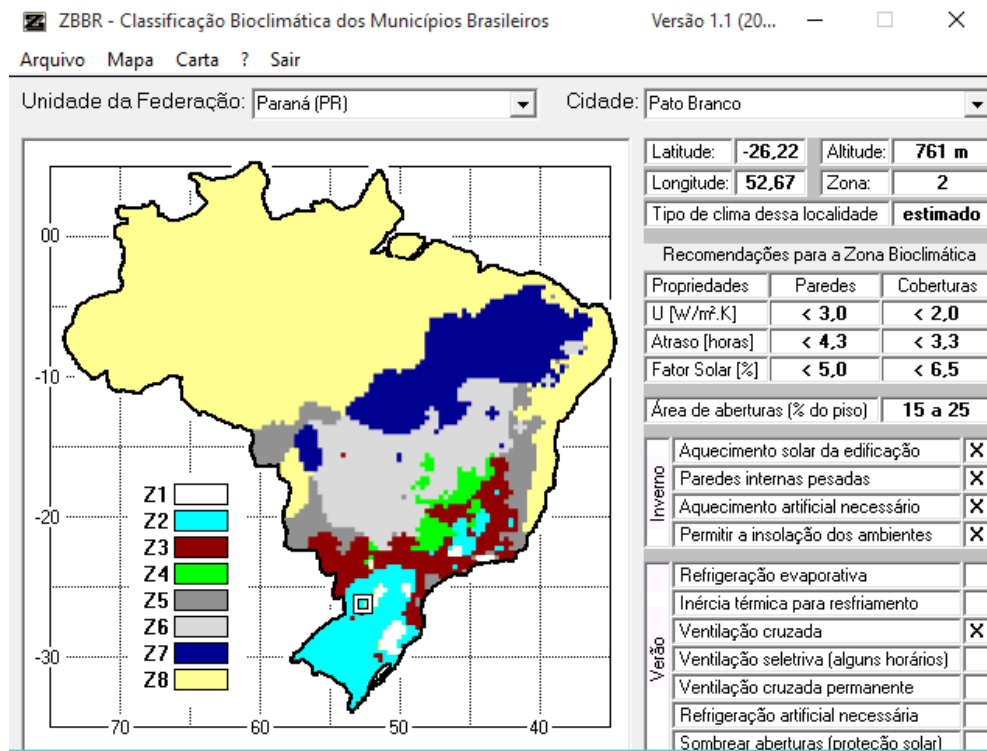 ZBBR - Classificação Bioclimática dos Municípios Brasileiros Versão 1.1 (20...
Arquivo Mapa Carta ? Sair
Unidade da Federação: Paraná (PR) Cidade: Pato Branco
Latitude: -26,22 Altitude: 761 m
Longitude: 52,67 Zona: 2
Tipo de clima dessa localidade estimado
Recomendações para a Zona Bioclimática
Propriedades Paredes Coberturas
U [W/m².K] < 3,0 < 2,0
Atraso [horas] < 4,3 < 3,3
Fator Solar [%] < 5,0 < 6,5
Área de aberturas (% do piso) 15 a 25
Inverno
Aquecimento solar da edificação X
Paredes internas pesadas X
Aquecimento artificial necessário X
Permitir a insolação dos ambientes X
Verão
Refrigeração evaporativa
Inércia térmica para resfriamento
Ventilação cruzada X
Ventilação seletiva (alguns horários)
Ventilação cruzada permanente
Refrigeração artificial necessária
Sombrear aberturas (proteção solar)
00
-10
-20
-30
Z1
Z2
Z3
Z4
Z5
Z6
Z7
Z8
70 60 50 40